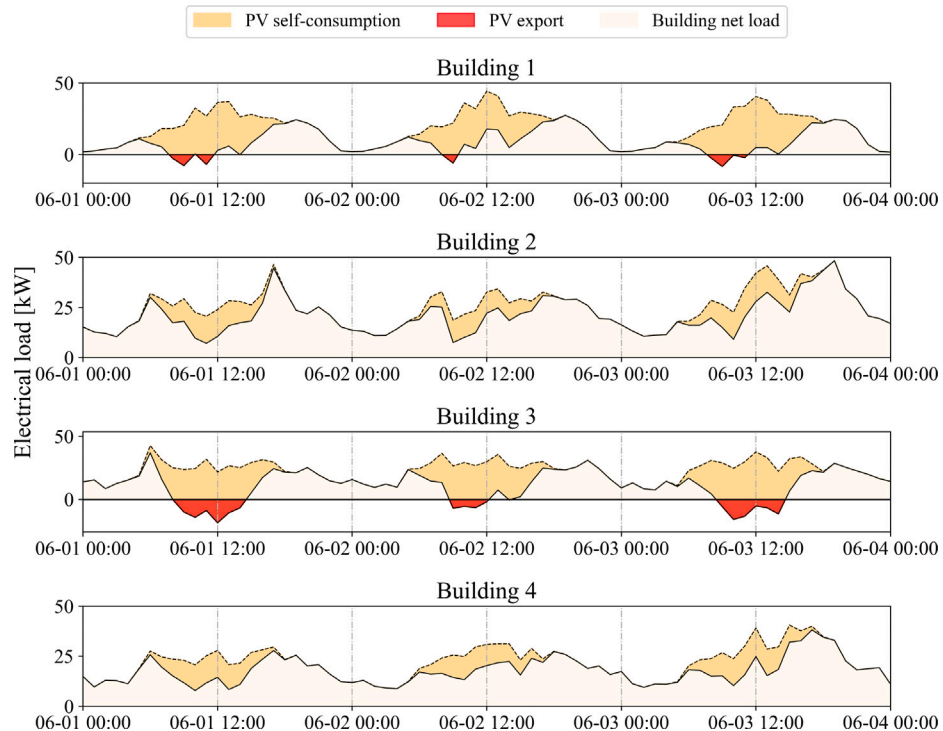 PV self-consumption PV export Building net load
Building 1
50
0
06-01 00:00 06-01 12:00 06-02 00:00 06-02 12:00 06-03 00:00 06-03 12:00 06-04 00:00
Building 2
50
25
0
06-01 00:00 06-01 12:00 06-02 00:00 06-02 12:00 06-03 00:00 06-03 12:00 06-04 00:00
Electrical load [kW]
Building 3
50
0
06-01 00:00 06-01 12:00 06-02 00:00 06-02 12:00 06-03 00:00 06-03 12:00 06-04 00:00
Building 4
50
25
0
06-01 00:00 06-01 12:00 06-02 00:00 06-02 12:00 06-03 00:00 06-03 12:00 06-04 00:00